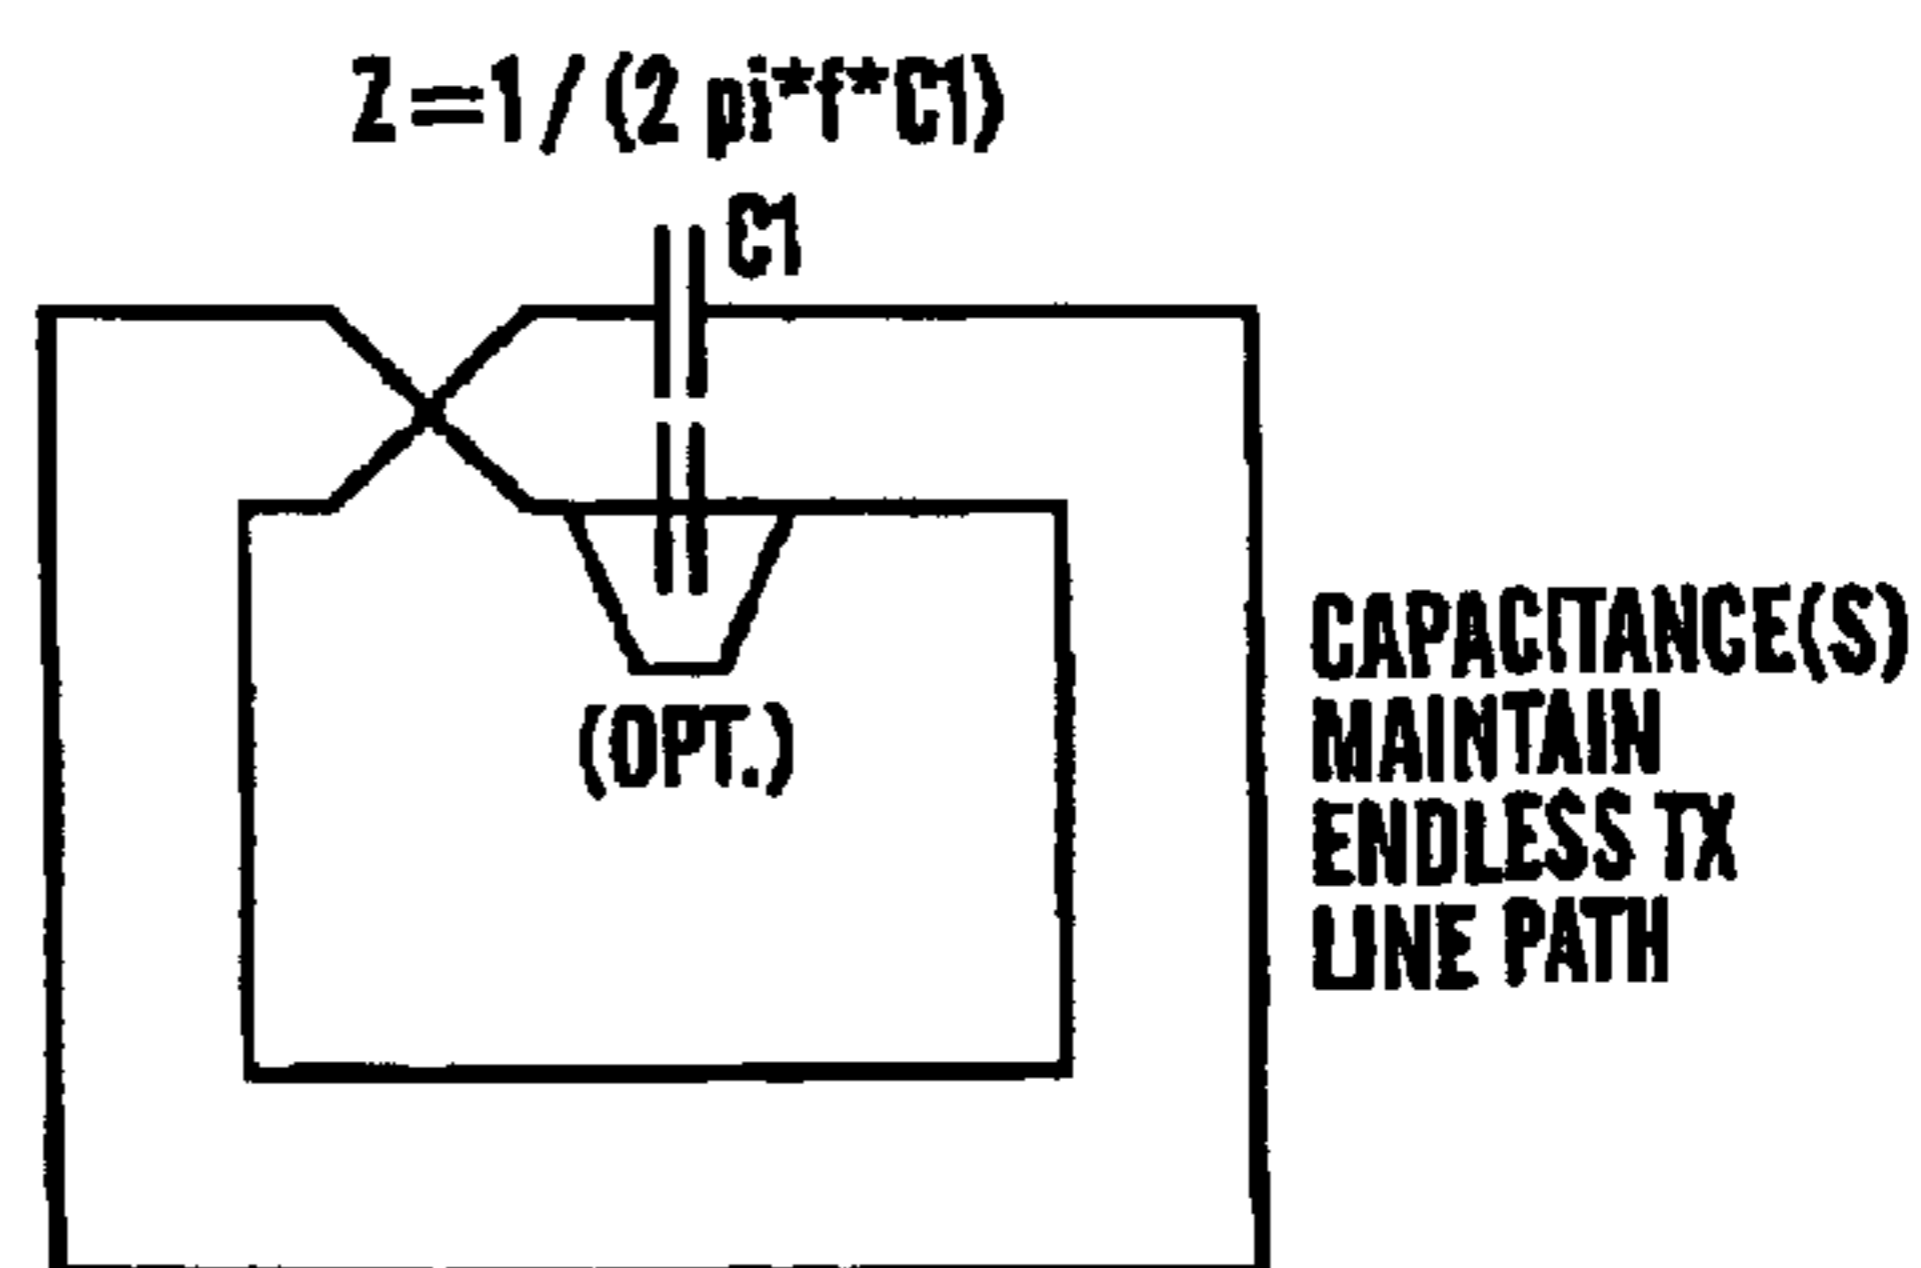 Z=1/(2 pi*f*C1)
C1
(OPT.)
CAPACITANCE(S)
MAINTAIN
ENDLESS TX
LINE PATH